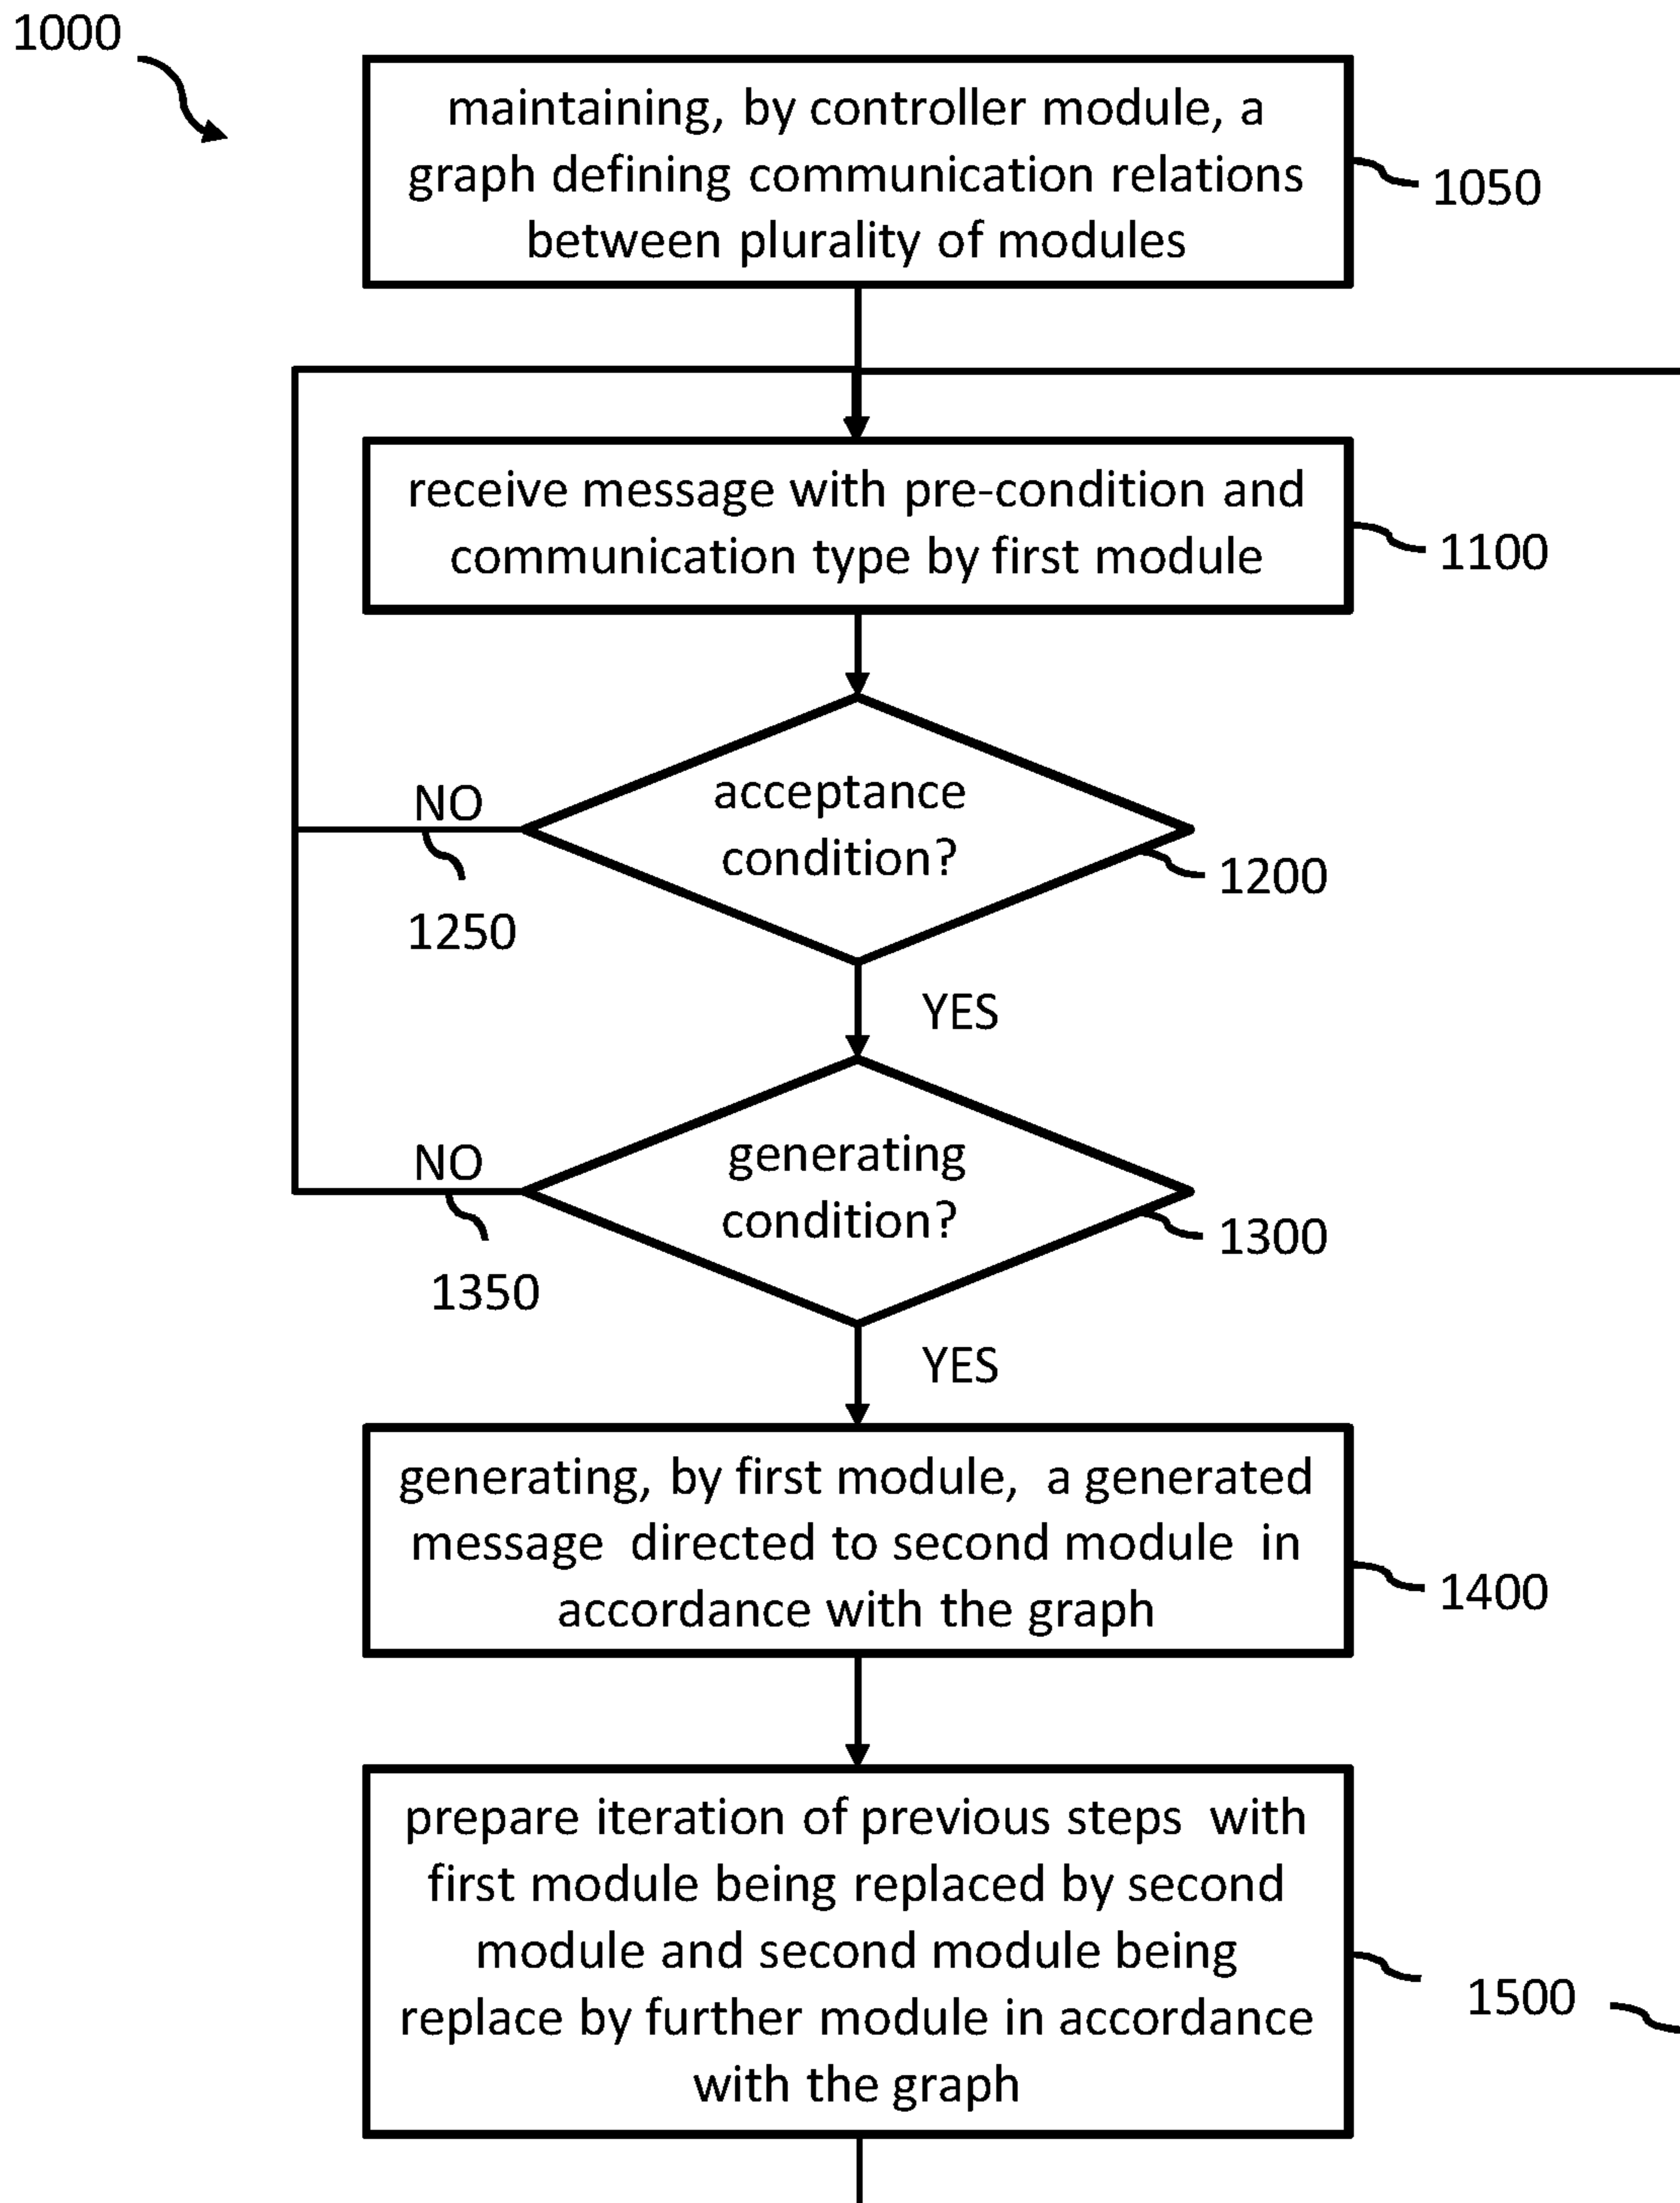 1000
maintaining, by controller module, a
graph defining communication relations
between plurality of modules
1050
receive message with pre-condition and
communication type by first module
1100
acceptance
condition?
NO
1200
1250
YES
generating
condition?
NO
1300
1350
YES
generating, by first module, a generated
message directed to second module in
accordance with the graph
1400
prepare iteration of previous steps with
first module being replaced by second
module and second module being
replace by further module in accordance
with the graph
1500